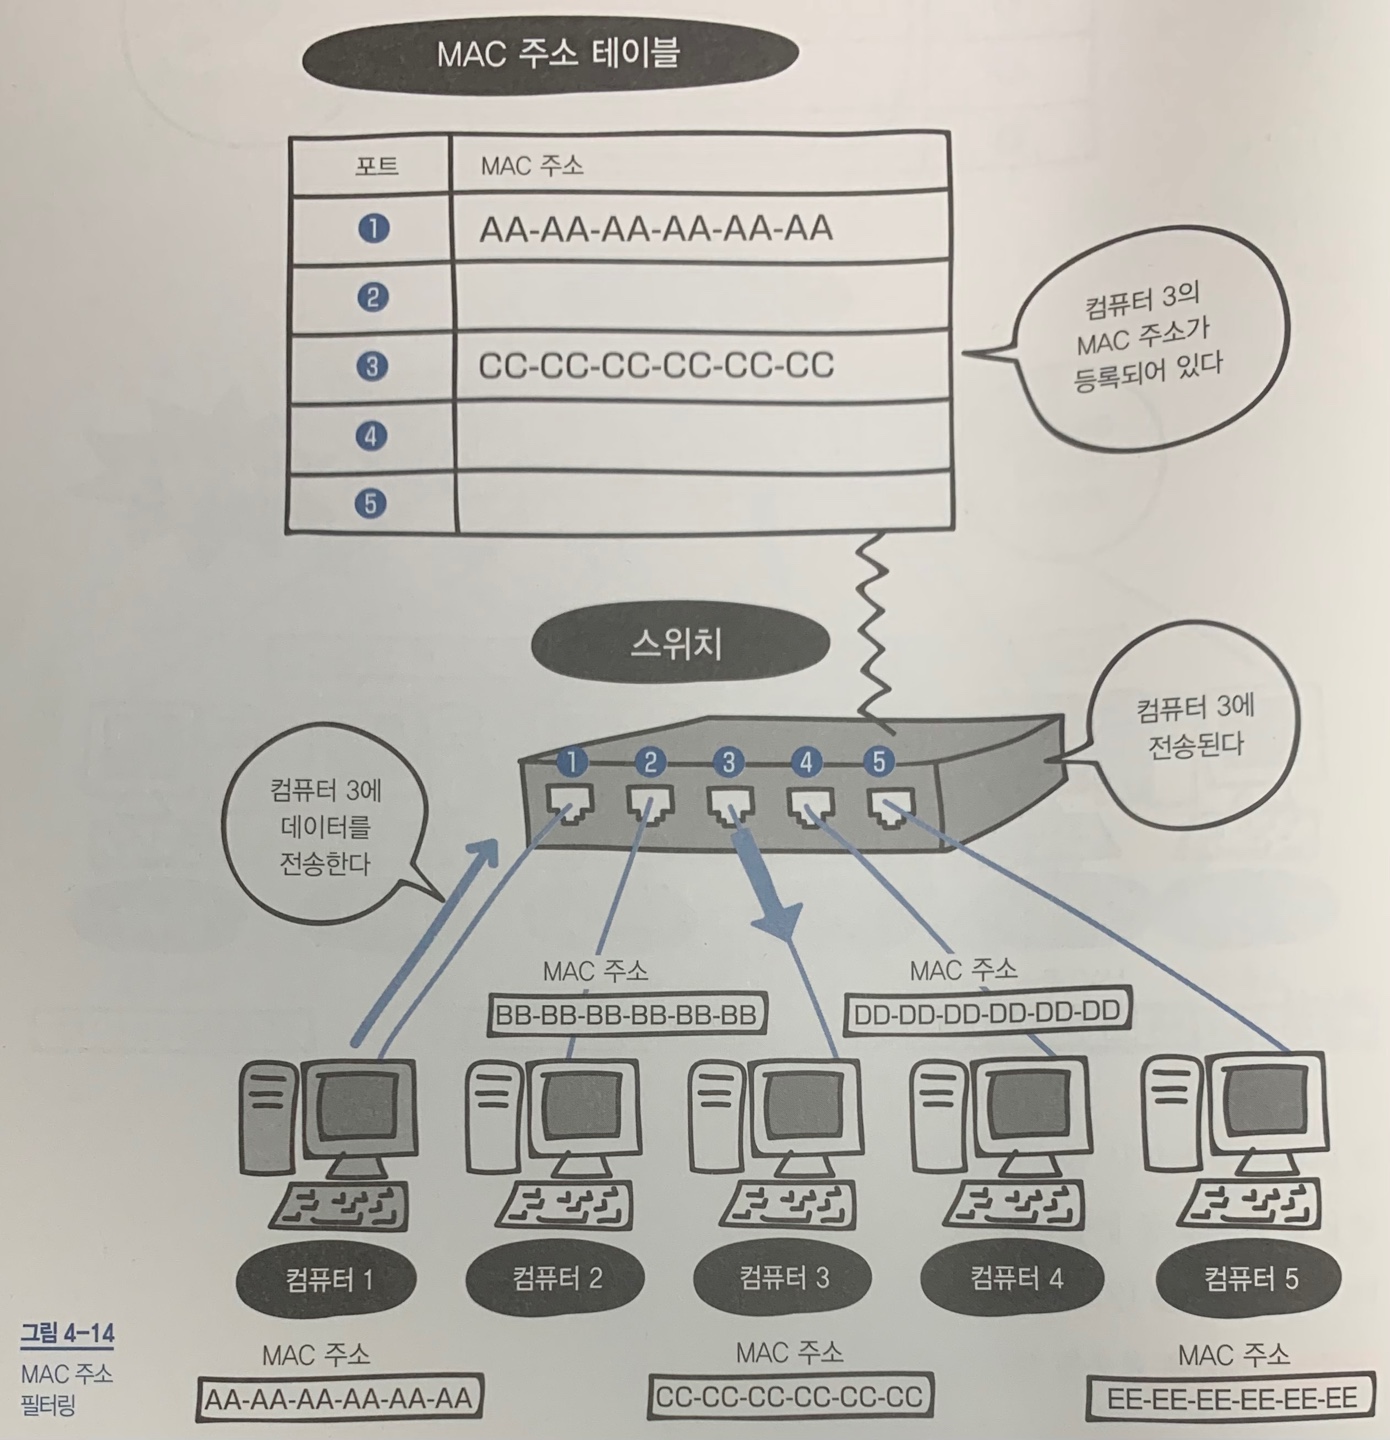 MAC 주소 테이블
포트 MAC 주소
1 AA-AA-AA-AA-AA-AA
2
3 CC-CC-CC-CC-CC-CC
4
5
컴퓨터 3의
MAC 주소가
등록되어 있다
스위치
컴퓨터 3에
전송된다
1 2 3 4 5
컴퓨터 3에
데이터를
전송한다
MAC 주소
BB-BB-BB-BB-BB-BB
MAC 주소
DD-DD-DD-DD-DD-DD
컴퓨터 1
컴퓨터 2
컴퓨터 3
컴퓨터 4
컴퓨터 5
MAC 주소
AA-AA-AA-AA-AA-AA
MAC 주소
CC-CC-CC-CC-CC-CC
MAC 주소
EE-EE-EE-EE-EE-EE
그림 4-14
MAC 주소
필터링